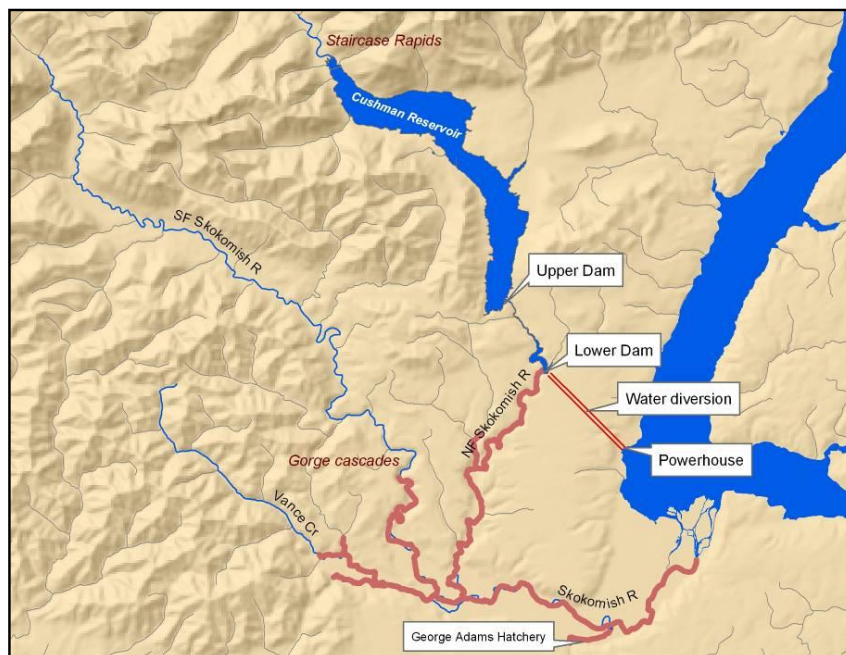 Staircase Rapids
Cushman Reservoir
SF Skokomish R
Upper Dam
Lower Dam
NF Skokomish R
Water diversion
Gorge cascades
Powerhouse
Vance Cr
Skokomish R
George Adams Hatchery